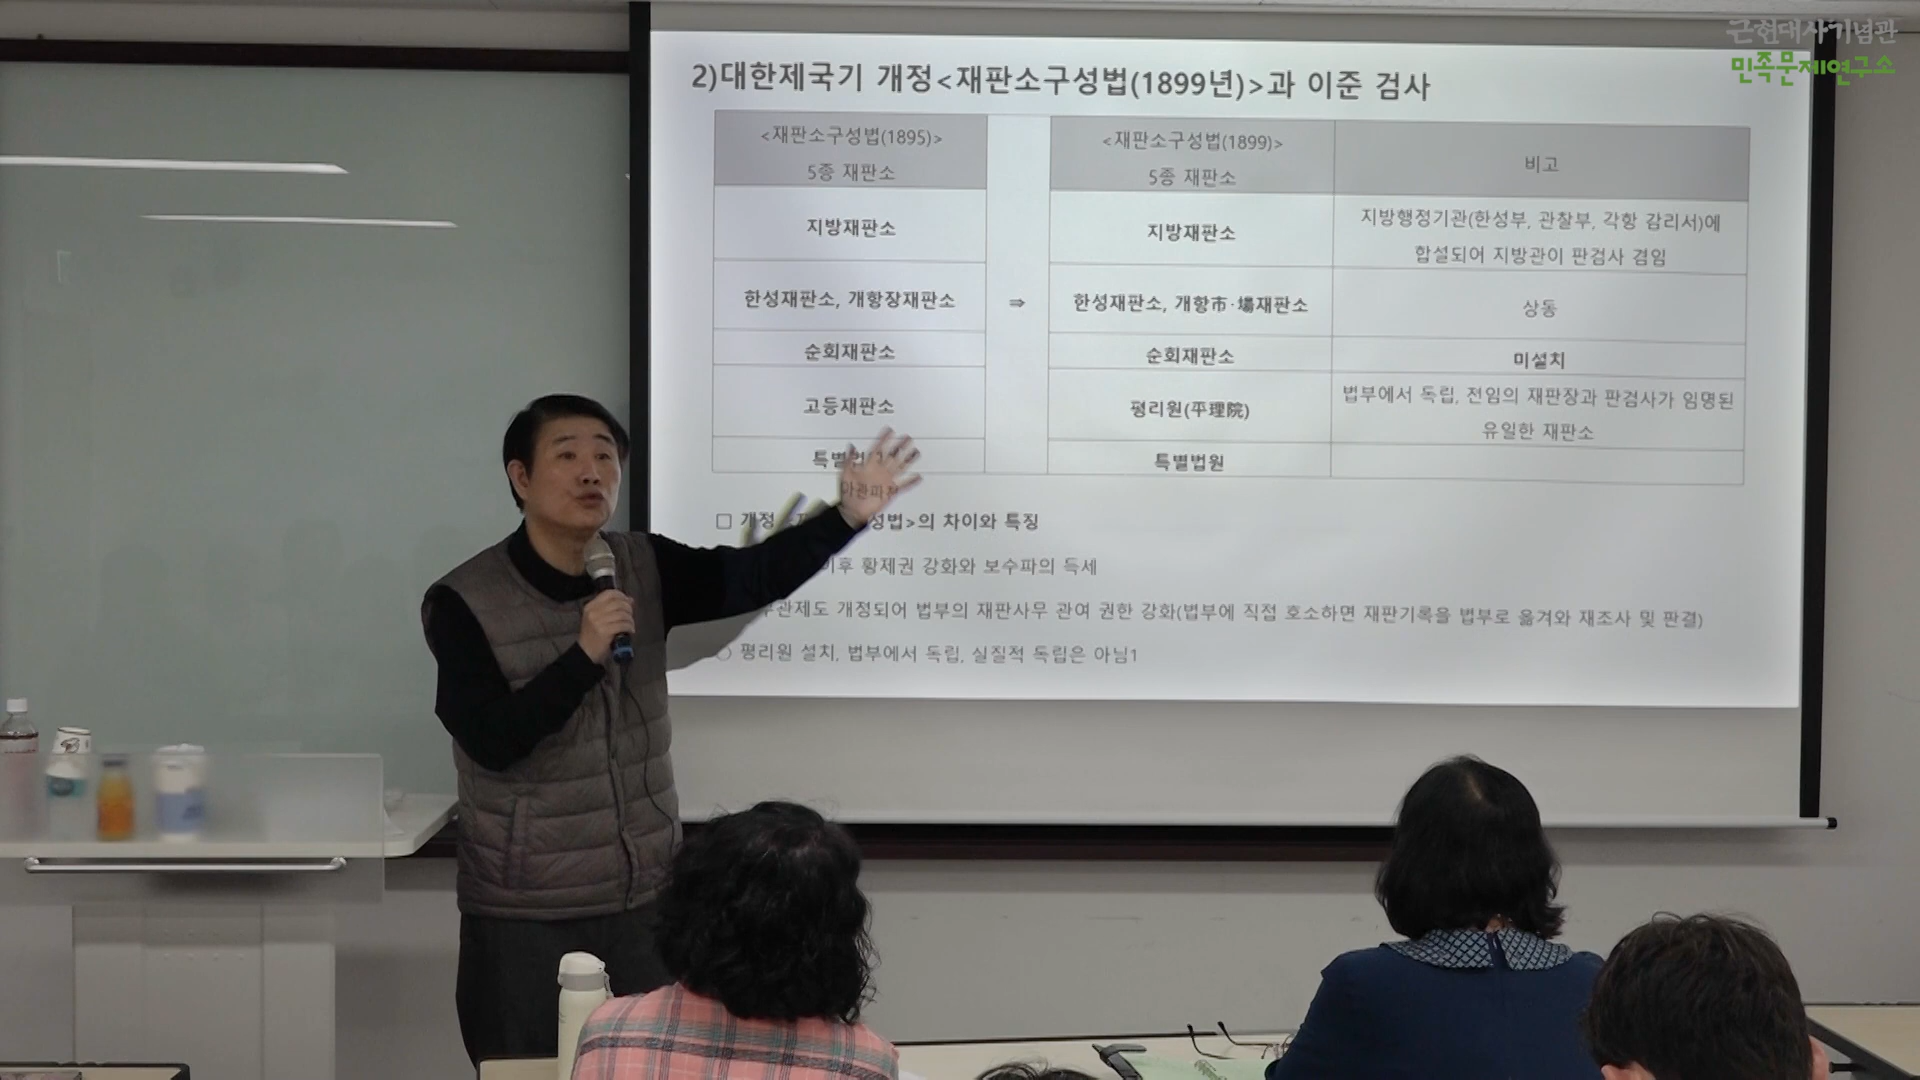 근현대사기념관
민족문제연구소
2)대한제국기 개정<재판소구성법(1899년)>과 이준 검사
<재판소구성법(1895)>
5종 재판소
<재판소구성법(1899)>
5종 재판소
비고
지방재판소
지방재판소
지방행정기관(한성부, 관찰부, 각항 감리서)에
합설되어 지방관이 판검사 겸임
한성재판소, 개항장재판소
⇒
한성재판소, 개항市·場재판소
상동
순회재판소
순회재판소
미설치
고등재판소
평리원(平理院)
법부에서 독립, 전임의 재판장과 판검사가 임명된
유일한 재판소
특별법
특별법원
아관파천
□ 개정 성법>의 차이와 특징
이후 황제권 강화와 보수파의 득세
부관제도 개정되어 법부의 재판사무 관여 권한 강화(법부에 직접 호소하면 재판기록을 법부로 옮겨와 재조사 및 판결)
○ 평리원 설치, 법부에서 독립, 실질적 독립은 아님1